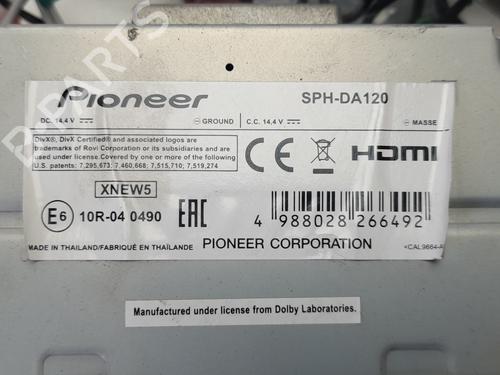 Pioneer
SPH-DA120
DC. 14,4 V ⎓ ⊖ GROUND
C.C. 14,4 V ⎓ ⊖ MASSE
DivX®, DivX Certified® and associated logos are
trademarks of Rovi Corporation or its subsidiaries and are
used under license.Covered by one or more of the following
U.S. patents: 7,295,673; 7,460,668; 7,515,710; 7,519,274
CE
HDMI
XNEW5
E6 10R-04 0490
EAC
4 988028 266492
MADE IN THAILAND/FABRIQUÉ EN THAÏLANDE
PIONEER CORPORATION
<CAL9664-A
Manufactured under license from Dolby Laboratories.
B-PARTS